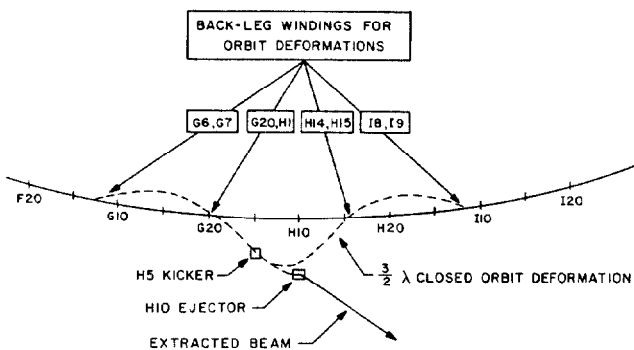 BACK-LEG WINDINGS FOR
ORBIT DEFORMATIONS
G6,G7
G20,H1
H14,H15
I8,I9
F20
G10
G20
H10
H20
I10
I20
H5 KICKER
3/2 λ CLOSED ORBIT DEFORMATION
H10 EJECTOR
EXTRACTED BEAM